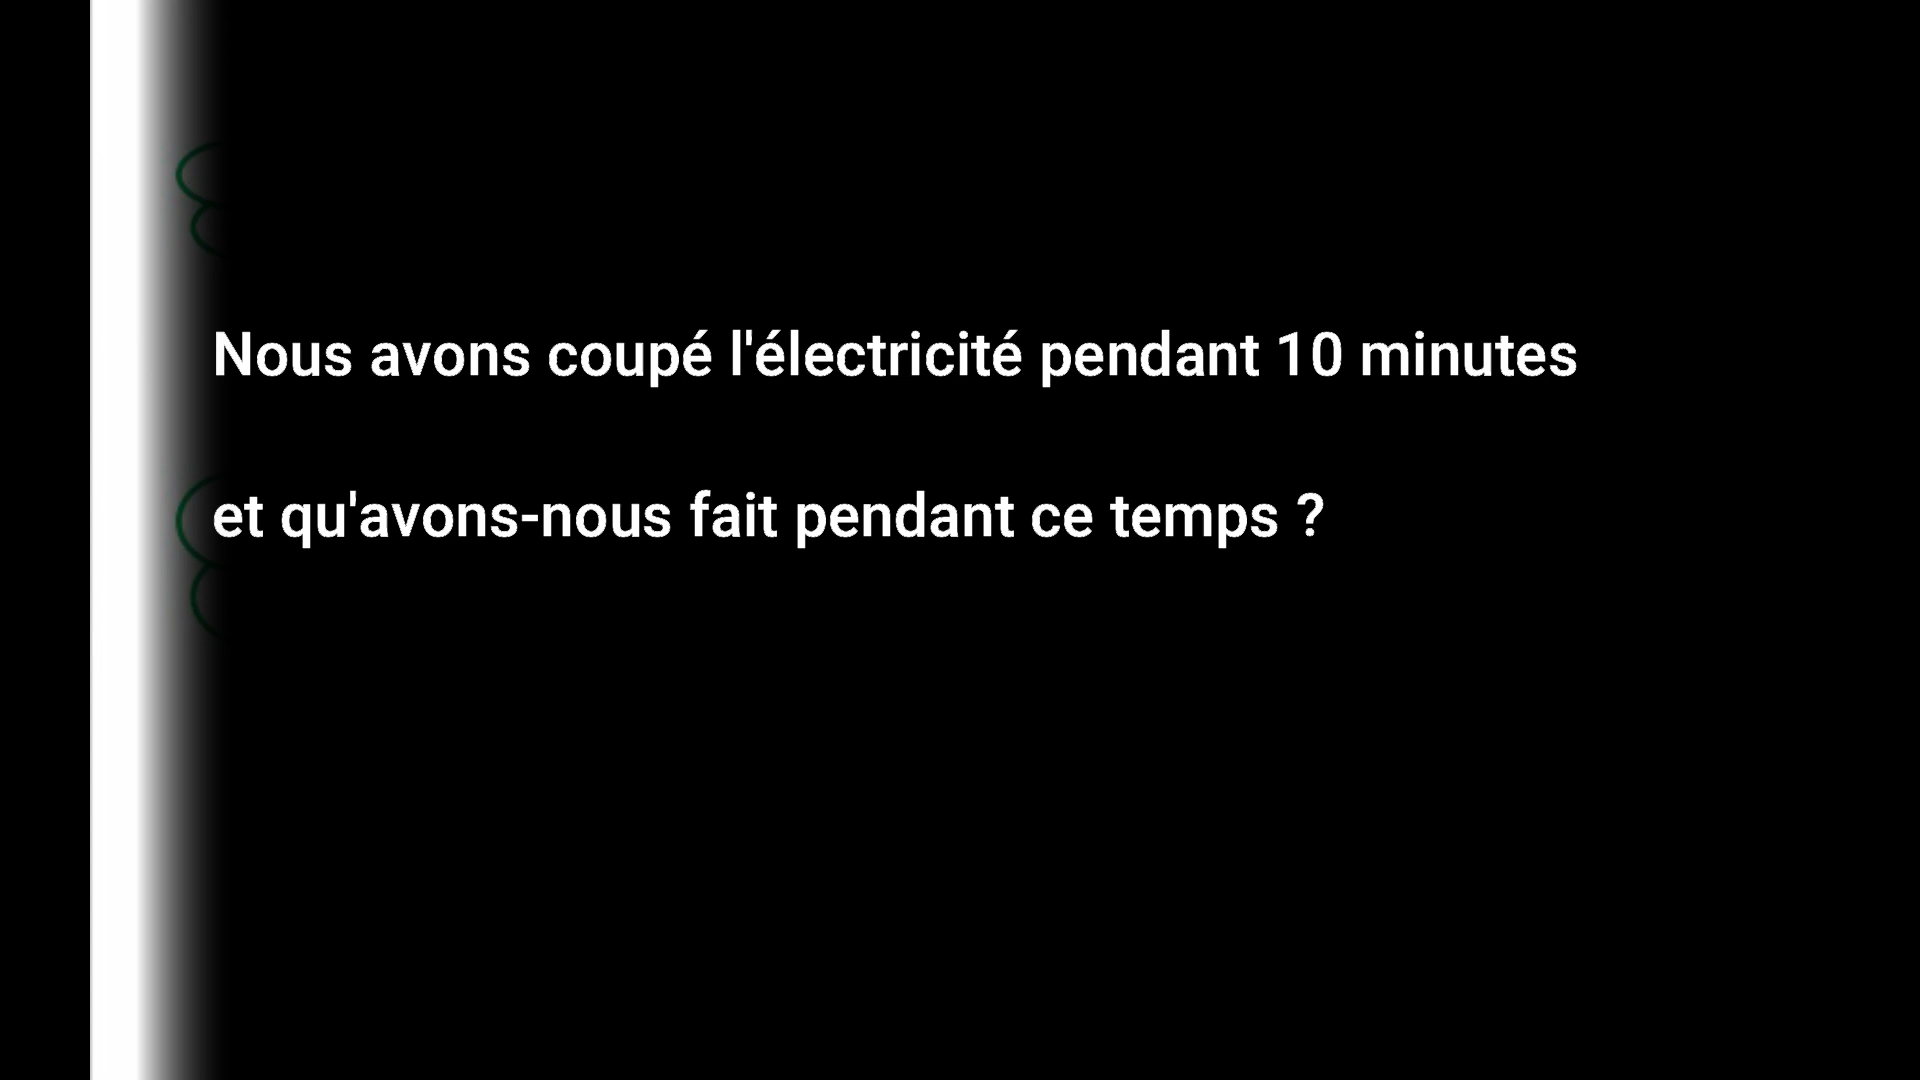 Nous avons coupé l'électricité pendant 10 minutes
et qu'avons-nous fait pendant ce temps ?